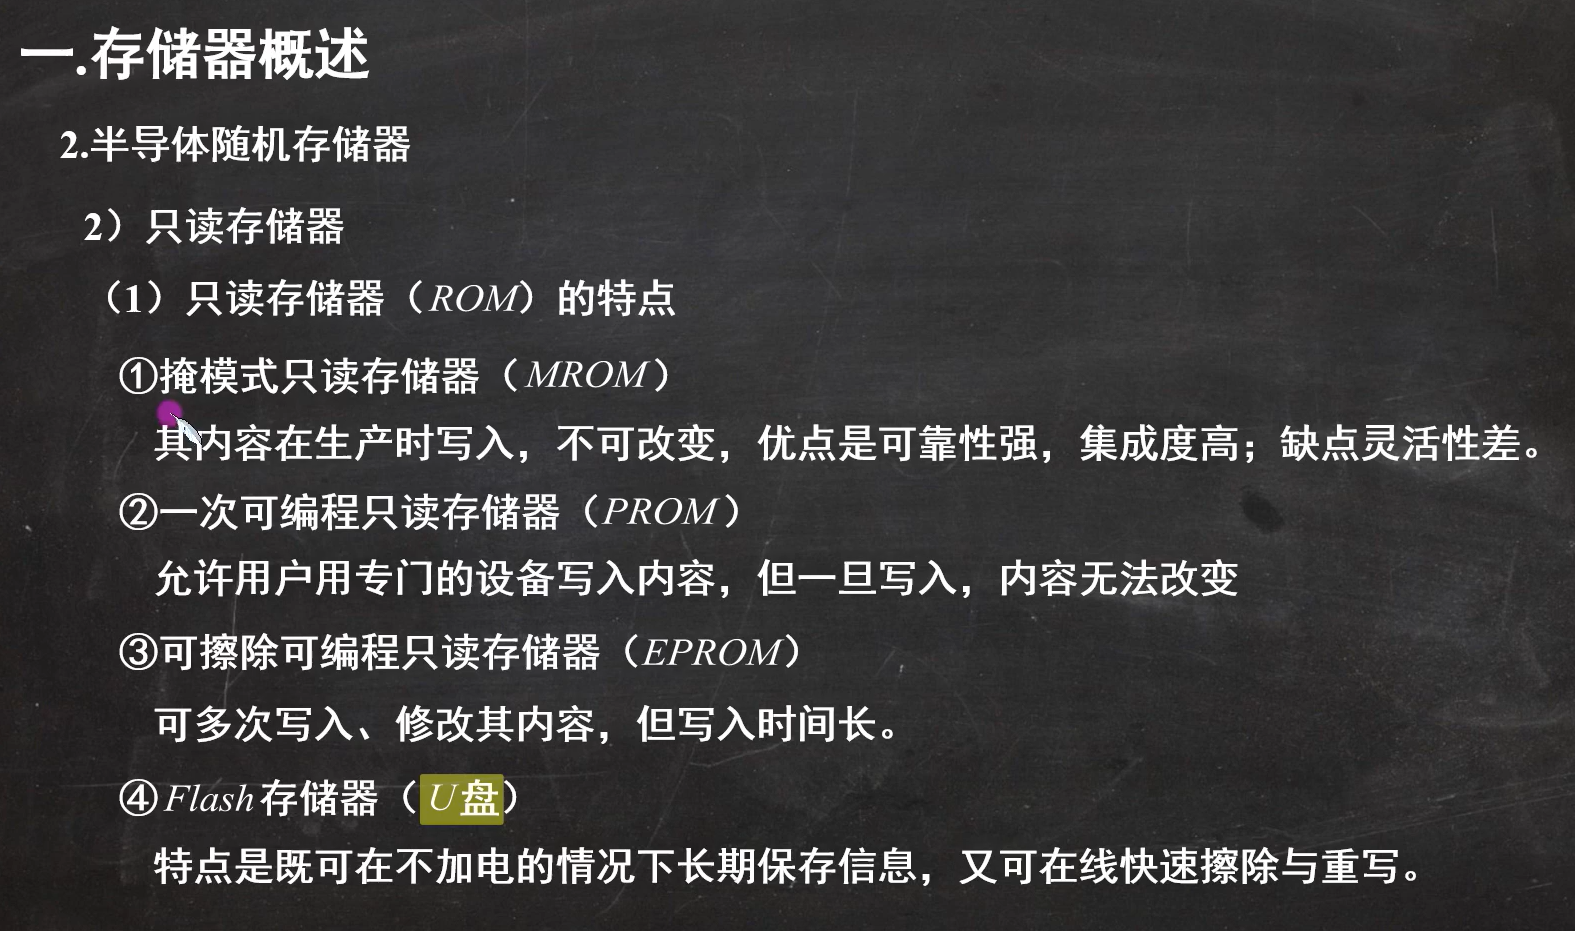 一.存储器概述
2.半导体随机存储器
2）只读存储器
（1）只读存储器（ROM）的特点
①掩模式只读存储器（MROM）
其内容在生产时写入，不可改变，优点是可靠性强，集成度高；缺点灵活性差。
②一次可编程只读存储器（PROM）
允许用户用专门的设备写入内容，但一旦写入，内容无法改变
③可擦除可编程只读存储器（EPROM）
可多次写入、修改其内容，但写入时间长。
④Flash存储器（U盘）
特点是既可在不加电的情况下长期保存信息，又可在线快速擦除与重写。